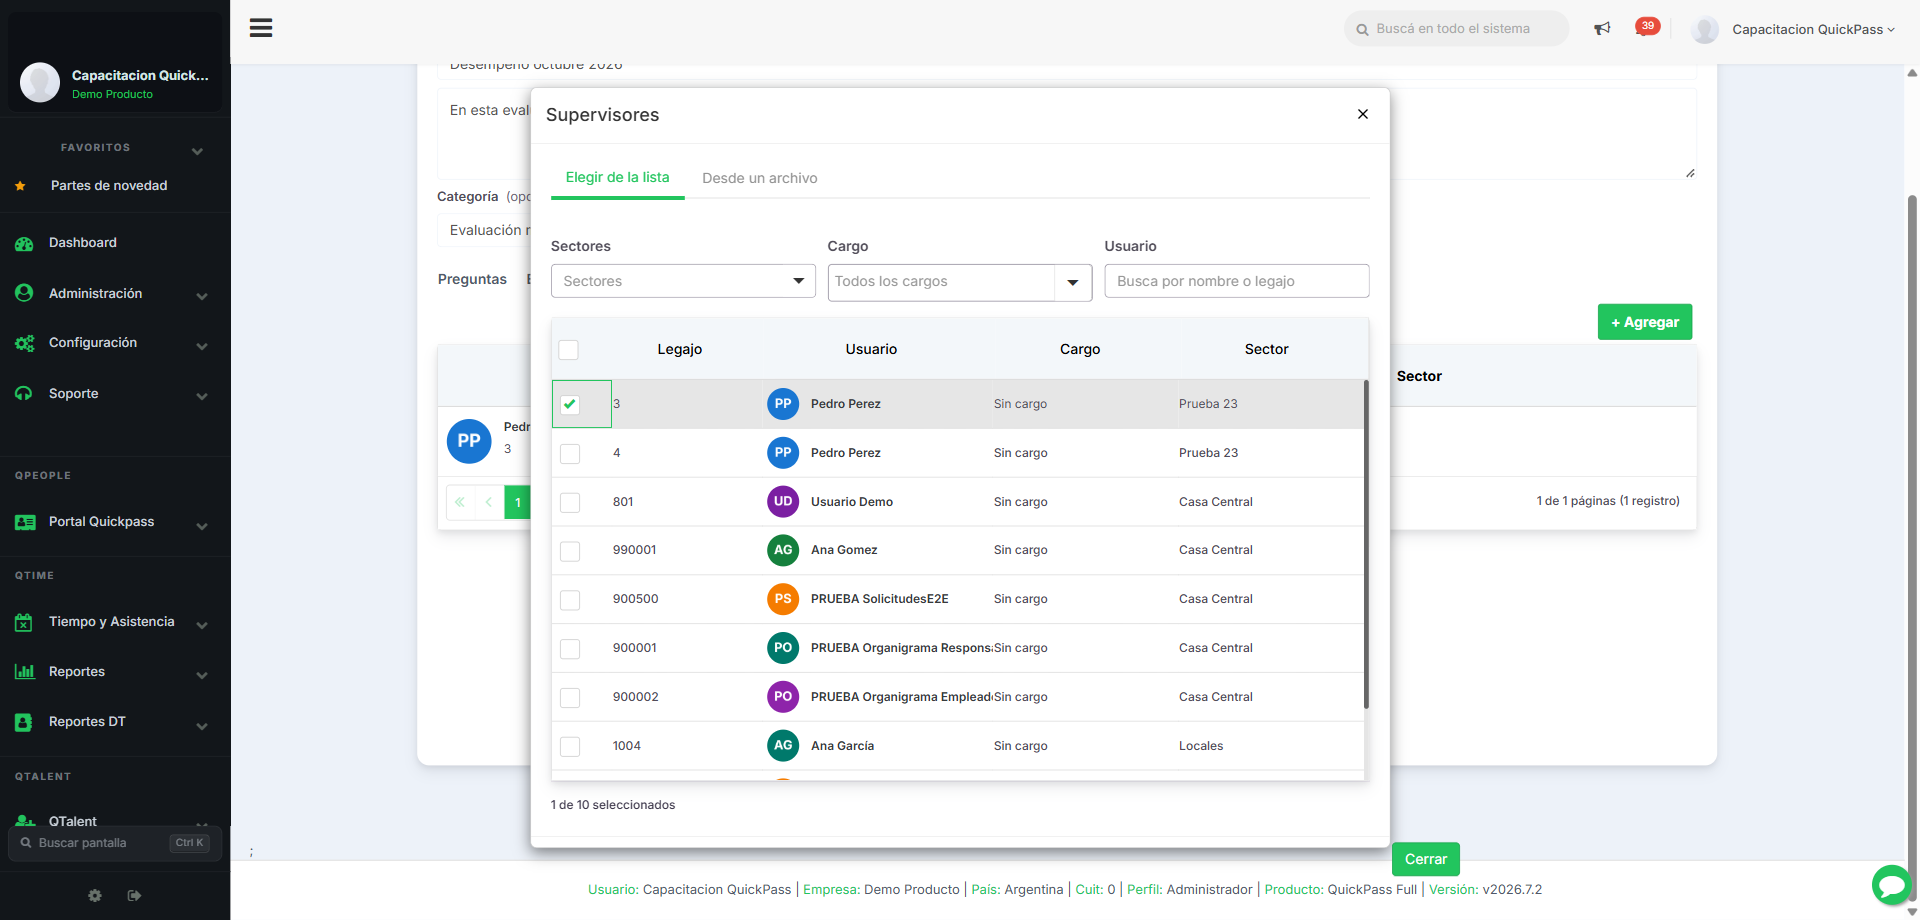 Capacitacion Quick...
Demo Producto
FAVORITOS
Partes de novedad
Dashboard
Administración
Configuración
Soporte
QPEOPLE
Portal Quickpass
QTIME
Tiempo y Asistencia
Reportes
Reportes DT
QTALENT
QTalent
Buscar pantalla
Ctrl K
Buscá en todo el sistema
39
Capacitacion QuickPass
Desempeño octubre 2026
En esta eval
Categoría (opc
Evaluación
Preguntas
+ Agregar
Sector
PP
Pedr
3
« ‹ 1
1 de 1 páginas (1 registro)
Supervisores
×
Elegir de la lista
Desde un archivo
Sectores
Cargo
Usuario
Sectores
Todos los cargos
Busca por nombre o legajo
Legajo Usuario Cargo Sector
3 PP Pedro Perez Sin cargo Prueba 23
4 PP Pedro Perez Sin cargo Prueba 23
801 UD Usuario Demo Sin cargo Casa Central
990001 AG Ana Gomez Sin cargo Casa Central
900500 PS PRUEBA SolicitudesE2E Sin cargo Casa Central
900001 PO PRUEBA Organigrama Respons Sin cargo Casa Central
900002 PO PRUEBA Organigrama Emplead Sin cargo Casa Central
1004 AG Ana García Sin cargo Locales
1 de 10 seleccionados
;
Cerrar
Usuario: Capacitacion QuickPass | Empresa: Demo Producto | País: Argentina | Cuit: 0 | Perfil: Administrador | Producto: QuickPass Full | Versión: v2026.7.2